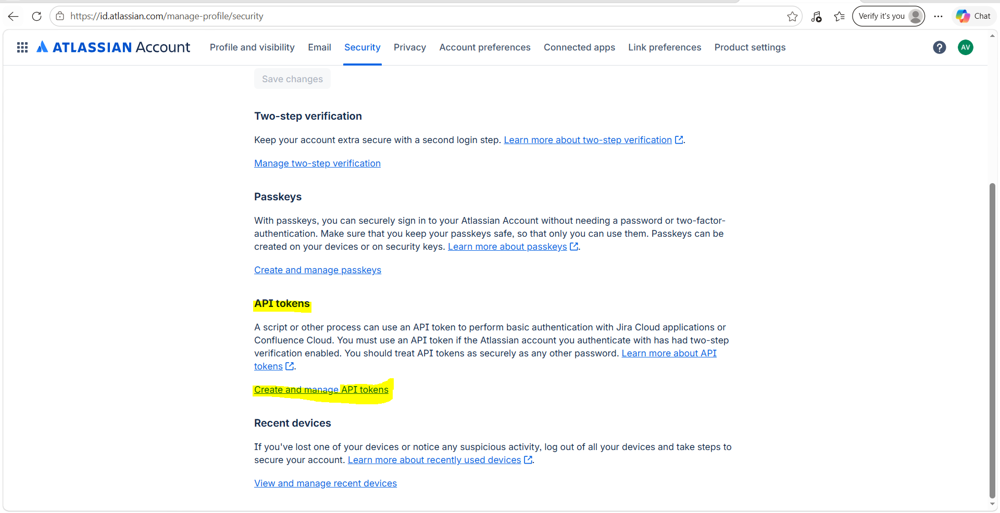 https://id.atlassian.com/manage-profile/security
Verify it's you
Chat
ATLASSIAN Account
Profile and visibility
Email
Security
Privacy
Account preferences
Connected apps
Link preferences
Product settings
?
AV
Save changes
Two-step verification
Keep your account extra secure with a second login step. Learn more about two-step verification.
Manage two-step verification
Passkeys
With passkeys, you can securely sign in to your Atlassian Account without needing a password or two-factor-
authentication. Make sure that you keep your passkeys safe, so that only you can use them. Passkeys can be
created on your devices or on security keys. Learn more about passkeys.
Create and manage passkeys
API tokens
A script or other process can use an API token to perform basic authentication with Jira Cloud applications or
Confluence Cloud. You must use an API token if the Atlassian account you authenticate with has had two-step
verification enabled. You should treat API tokens as securely as any other password. Learn more about API
tokens.
Create and manage API tokens
Recent devices
If you've lost one of your devices or notice any suspicious activity, log out of all your devices and take steps to
secure your account. Learn more about recently used devices.
View and manage recent devices